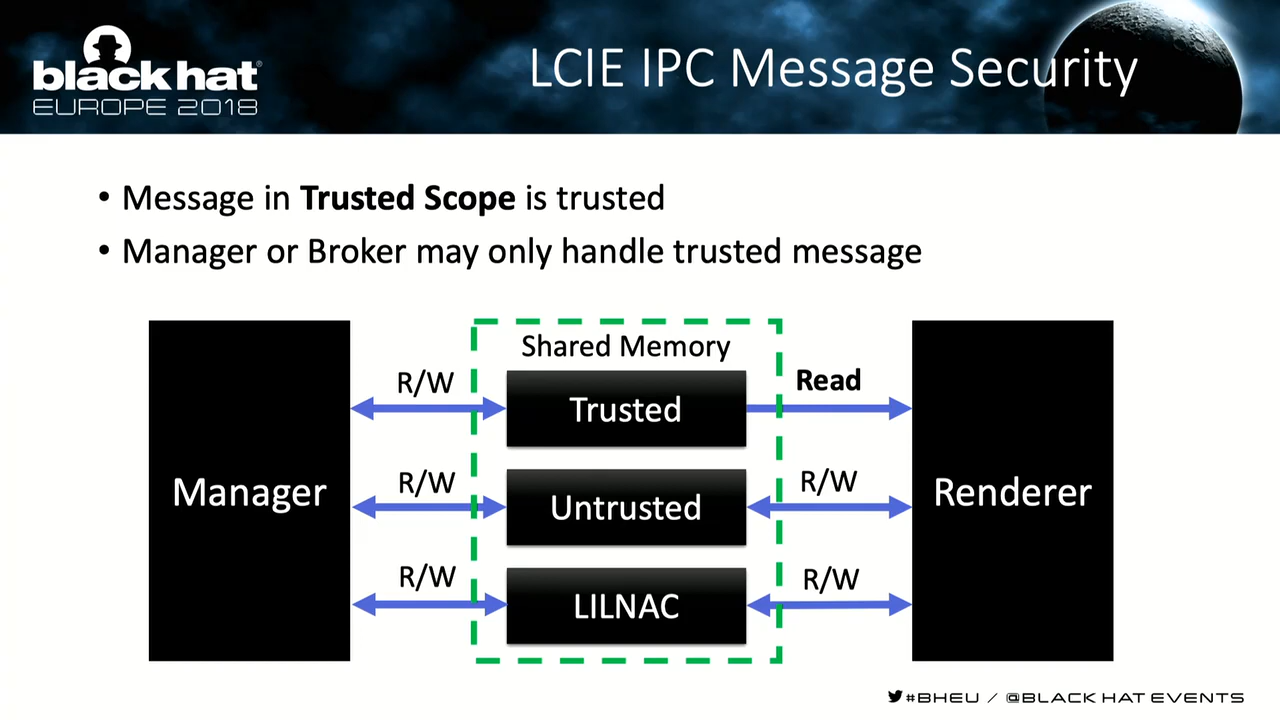 black hat®
EUROPE 2018
LCIE IPC Message Security
• Message in Trusted Scope is trusted
• Manager or Broker may only handle trusted message
Shared Memory
R/W
Trusted
Read
Manager
R/W
Untrusted
R/W
Renderer
R/W
LILNAC
R/W
#BHEU / @BLACK HAT EVENTS